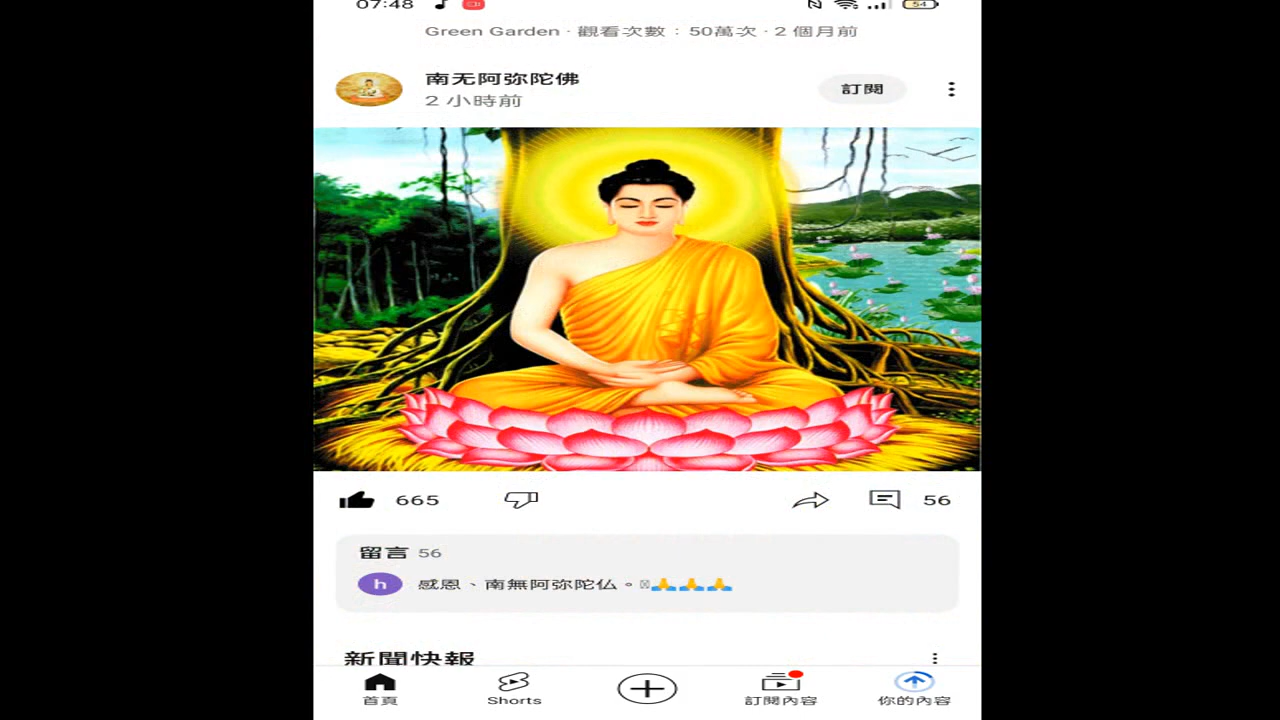 07:48
54
Green Garden · 觀看次數：50萬次 · 2 個月前
南无阿弥陀佛
訂閱
2 小時前
665
56
留言 56
h
感恩、南無阿弥陀仏。🙏🙏🙏
新聞快報
首頁
Shorts
訂閱內容
你的內容